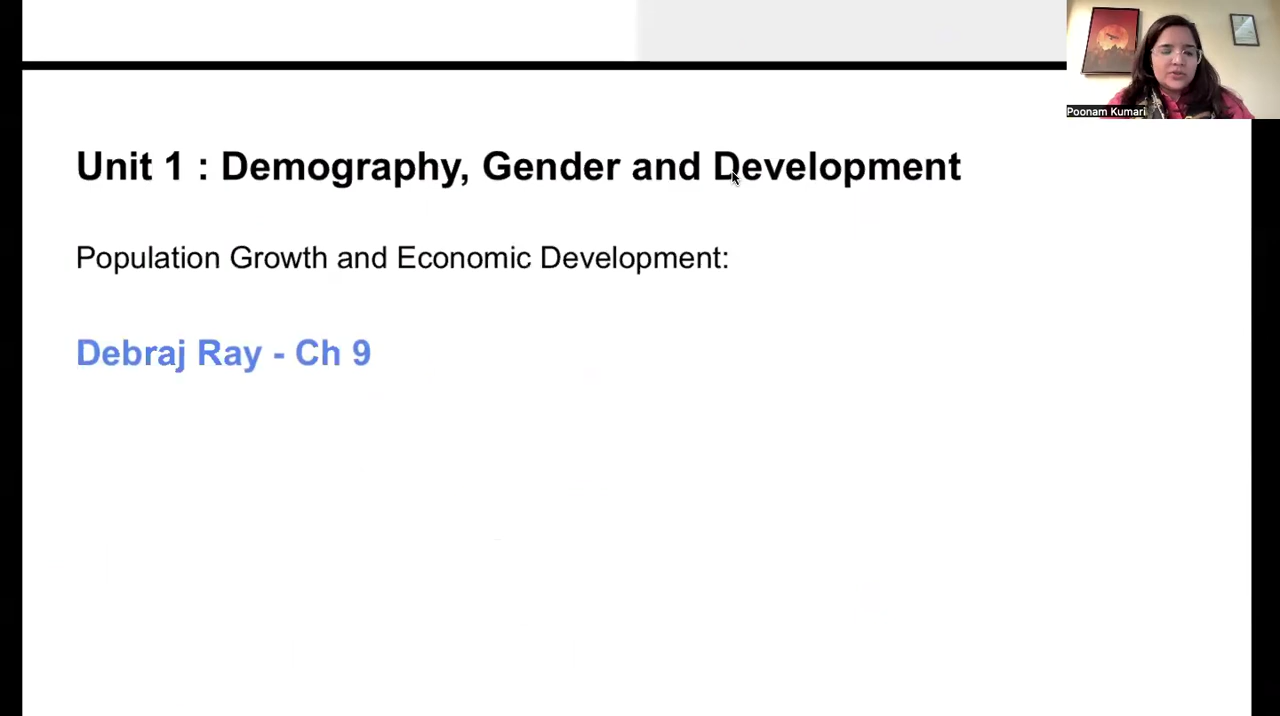 Poonam Kumari
Unit 1 : Demography, Gender and Development
Population Growth and Economic Development:
Debraj Ray - Ch 9